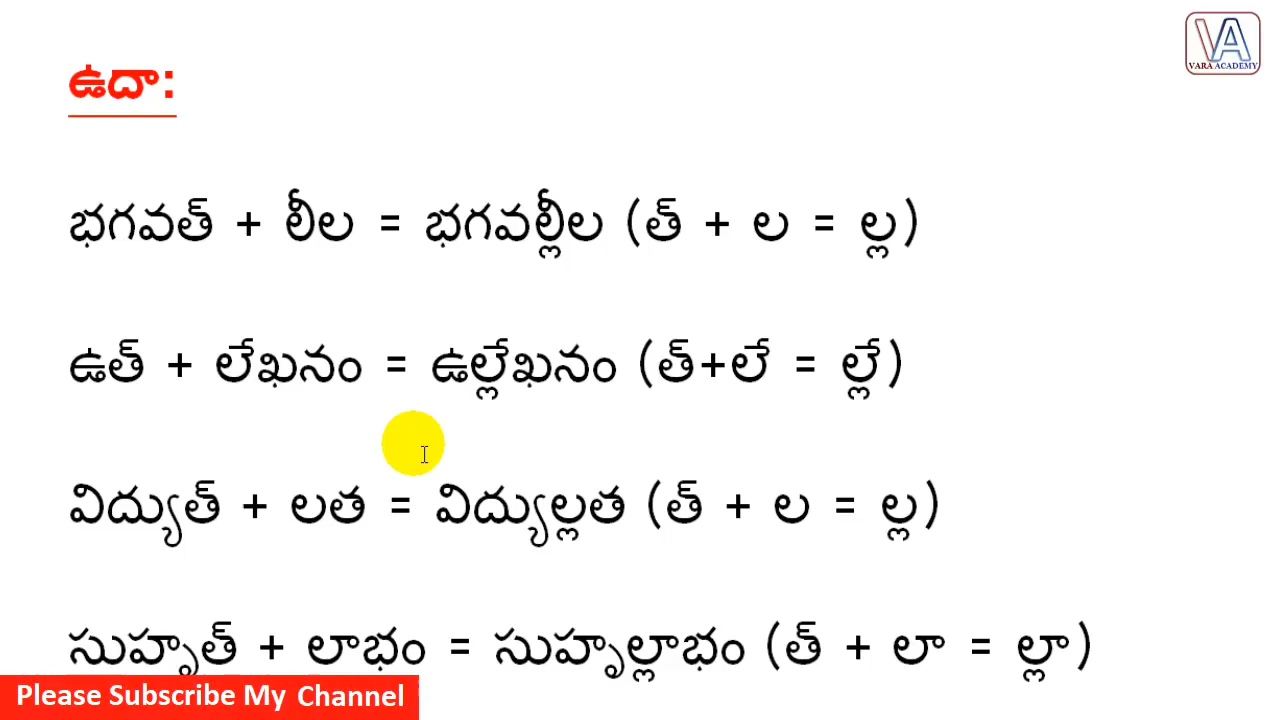 VA
VARA ACADEMY
ఉదా:
భగవత్ + లీల = భగవల్లీల (త్ + ల = ల్ల)
ఉత్ + లేఖనం = ఉల్లేఖనం (త్+లే = ల్లే)
విద్యుత్ + లత = విద్యుల్లత (త్ + ల = ల్ల)
సుహృత్ + లాభం = సుహృల్లాభం (త్ + లా = ల్లా)
Please Subscribe My Channel